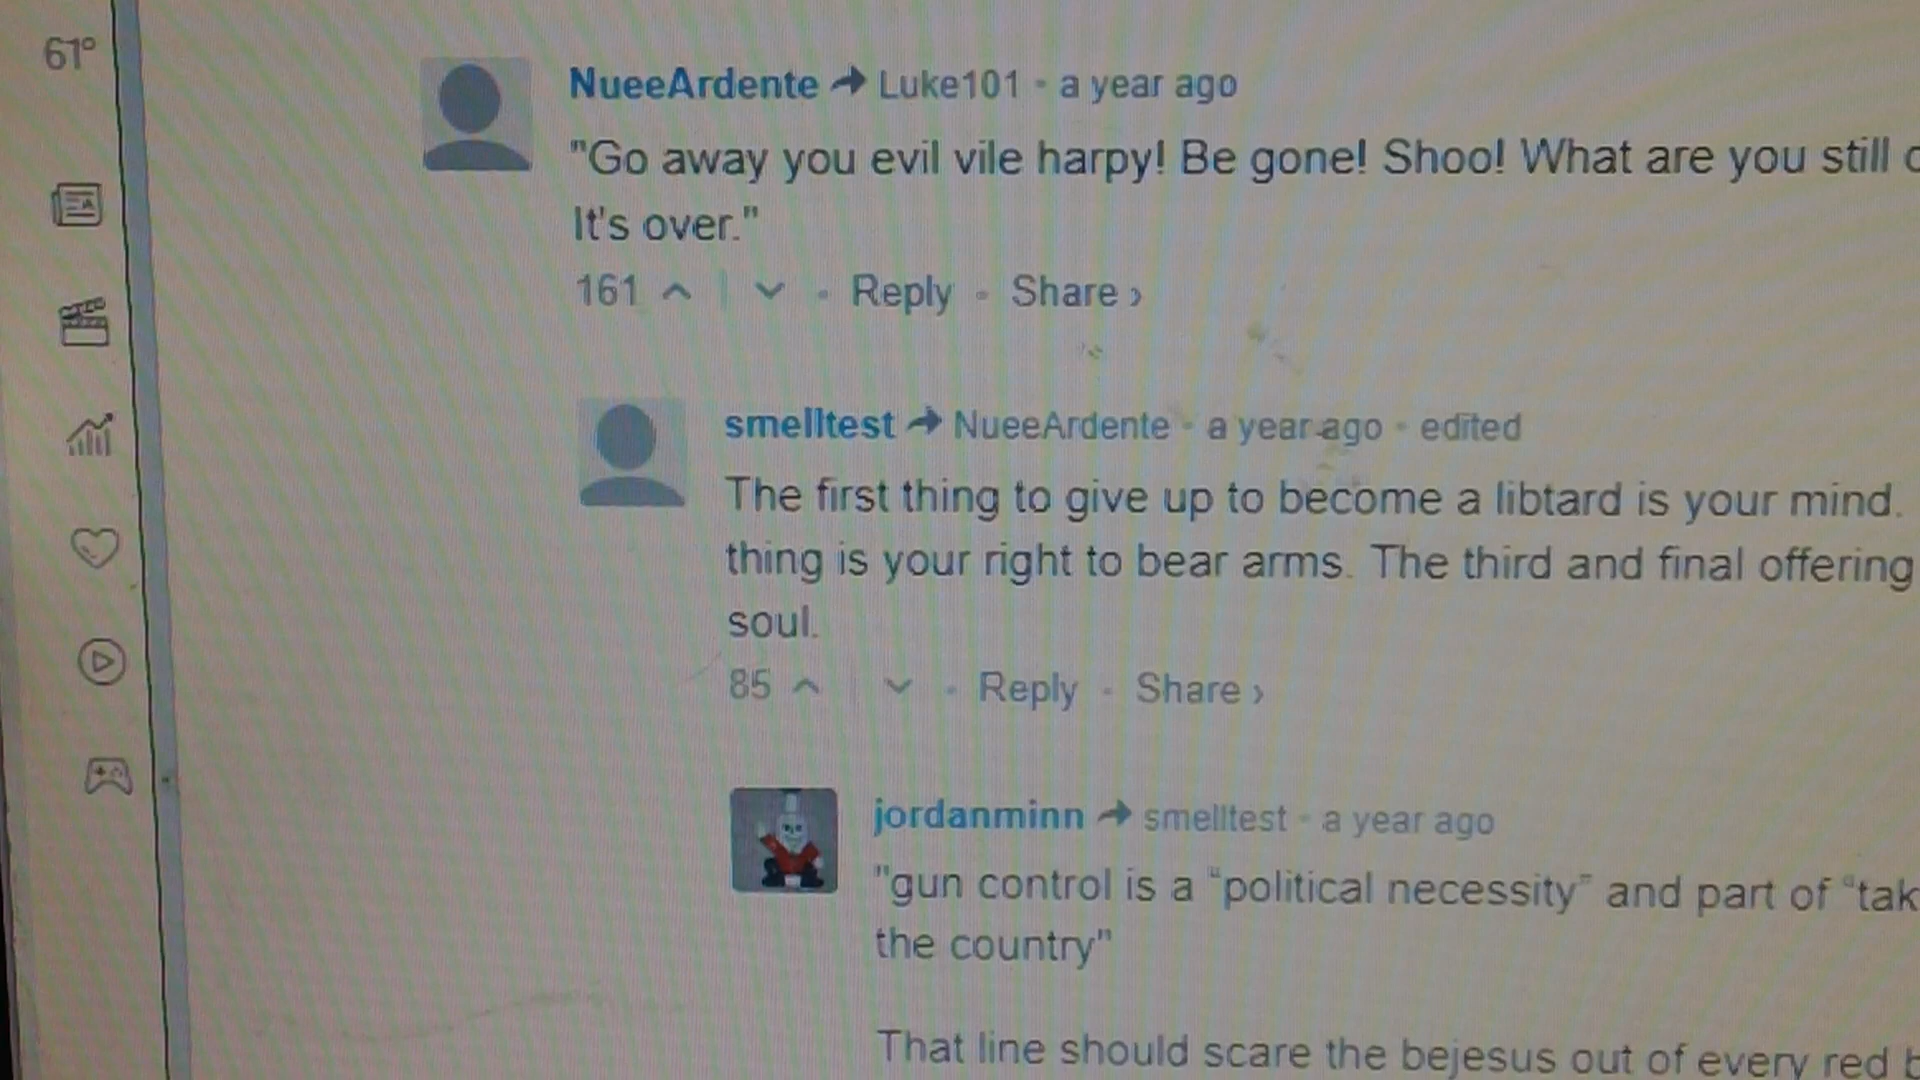 61°
NueeArdente → Luke101 - a year ago
"Go away you evil vile harpy! Be gone! Shoo! What are you still
It's over."
161 Reply Share ›
smelltest → NueeArdente - a year ago - edited
The first thing to give up to become a libtard is your mind.
thing is your right to bear arms. The third and final offering
soul.
85 Reply Share ›
jordanminn → smelltest - a year ago
"gun control is a “political necessity” and part of “tak
the country"
That line should scare the bejesus out of every red